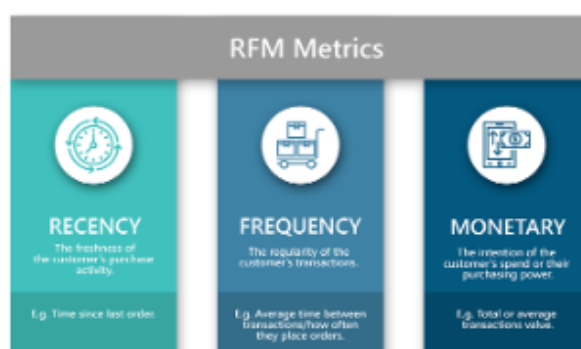 RFM Metrics
RECENCY
The freshness of
the customer's purchase
activity.
E.g. Time since last order.
FREQUENCY
The regularity of the
customer's transactions.
E.g. Average time between
transactions/how often
they place orders.
MONETARY
The intention of the
customer's spend or their
purchasing power.
E.g. Total or average
transactions value.